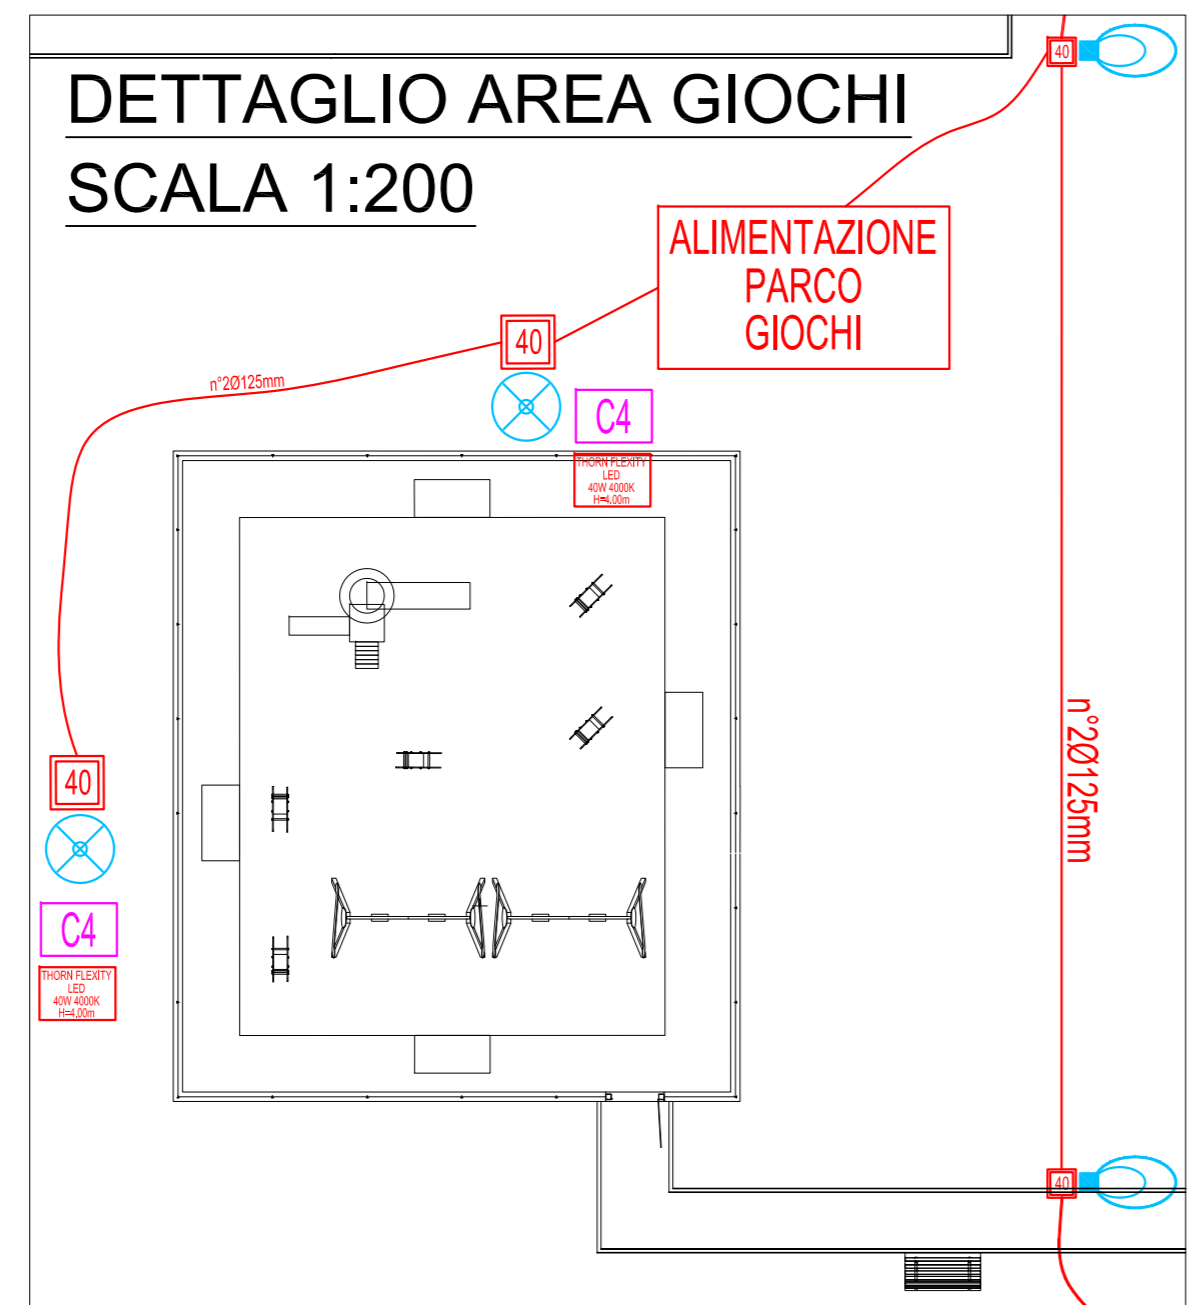 DETTAGLIO AREA GIOCHI
SCALA 1:200
40
ALIMENTAZIONE
PARCO
GIOCHI
40
n°2Ø125mm
C4
THORN FLEXITY
LED
40W 4000K
H=4.00m
n°2Ø125mm
40
C4
THORN FLEXITY
LED
40W 4000K
H=4.00m
40